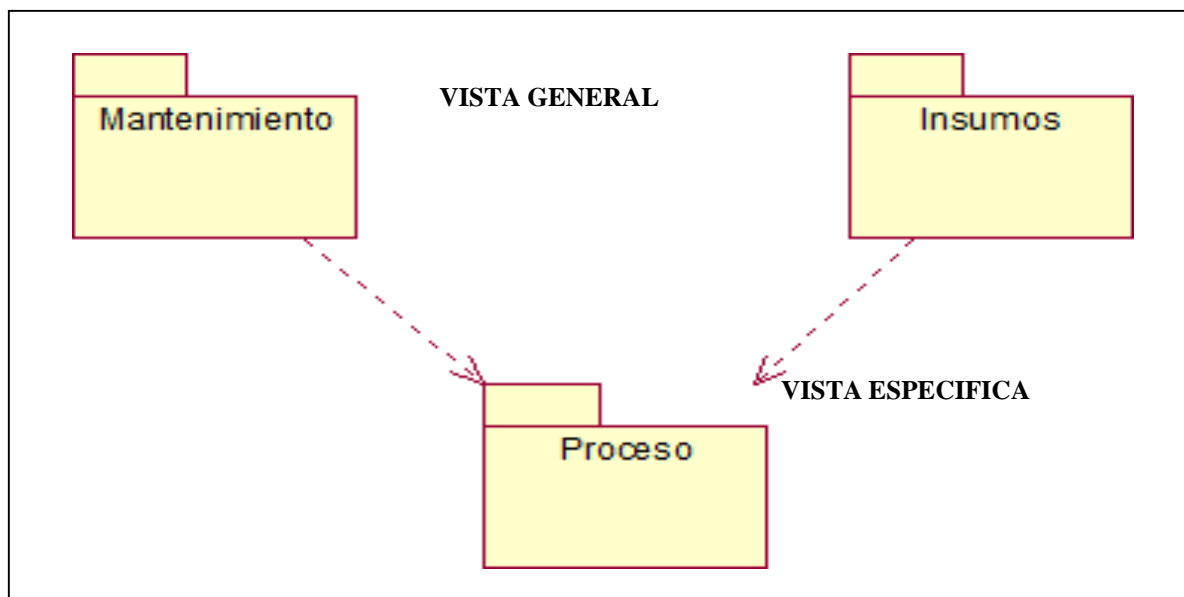 VISTA GENERAL
Mantenimiento
Insumos
VISTA ESPECIFICA
Proceso